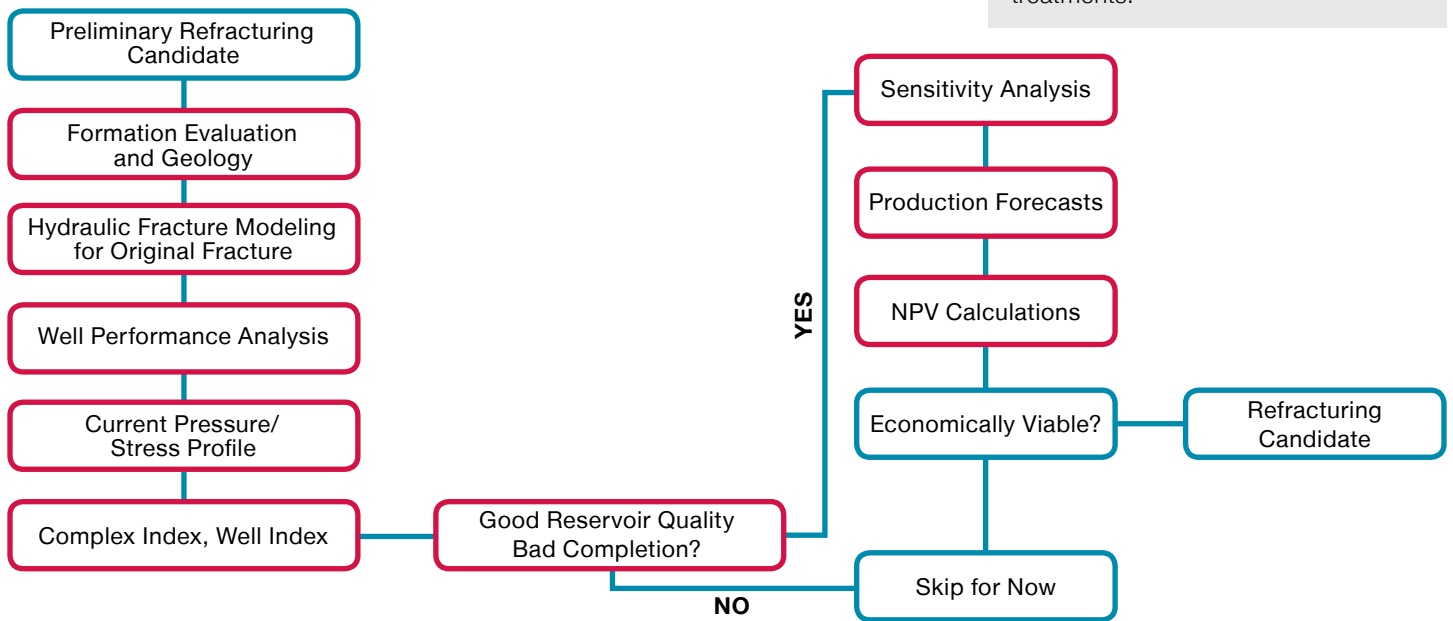 treatments.
Preliminary Refracturing
Candidate
Formation Evaluation
and Geology
Hydraulic Fracture Modeling
for Original Fracture
Well Performance Analysis
Current Pressure/
Stress Profile
Complex Index, Well Index
Good Reservoir Quality
Bad Completion?
YES
NO
Sensitivity Analysis
Production Forecasts
NPV Calculations
Economically Viable?
Refracturing
Candidate
Skip for Now